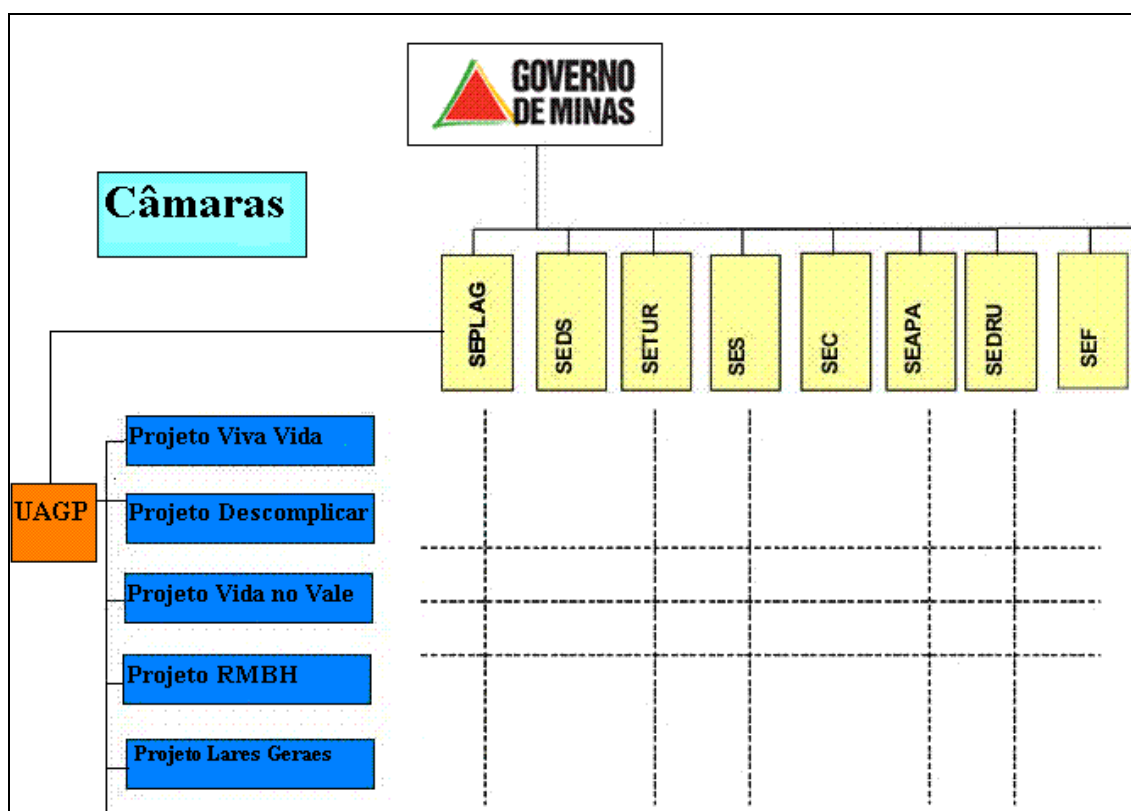 GOVERNO
DE MINAS
Câmaras
SEPLAG
SEDS
SETUR
SES
SEC
SEAPA
SEDRU
SEF
UAGP
Projeto Viva Vida
Projeto Descomplicar
Projeto Vida no Vale
Projeto RMBH
Projeto Lares Geraes